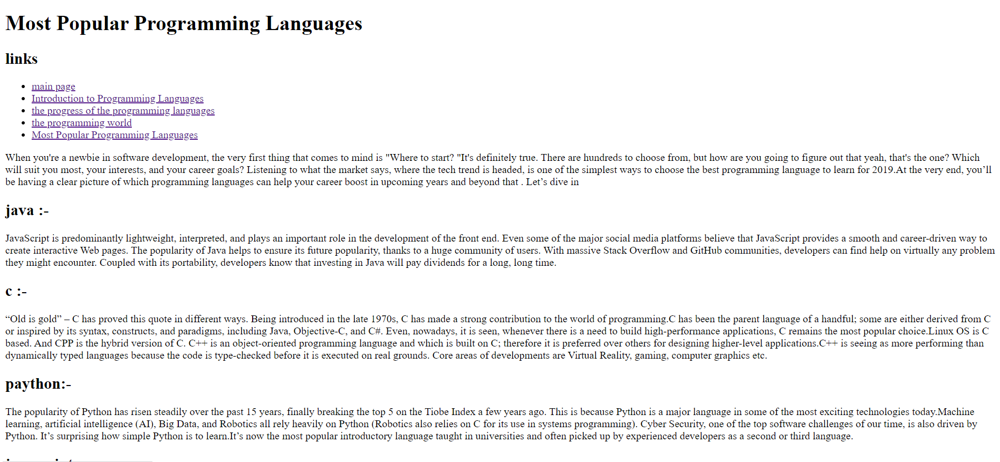 Most Popular Programming Languages
links
main page
Introduction to Programming Languages
the progress of the programming languages
the programming world
Most Popular Programming Languages
When you're a newbie in software development, the very first thing that comes to mind is "Where to start? "It's definitely true. There are hundreds to choose from, but how are you going to figure out that yeah, that's the one? Which
will suit you most, your interests, and your career goals? Listening to what the market says, where the tech trend is headed, is one of the simplest ways to choose the best programming language to learn for 2019.At the very end, you’ll
be having a clear picture of which programming languages can help your career boost in upcoming years and beyond that . Let’s dive in
java :-
JavaScript is predominantly lightweight, interpreted, and plays an important role in the development of the front end. Even some of the major social media platforms believe that JavaScript provides a smooth and career-driven way to
create interactive Web pages. The popularity of Java helps to ensure its future popularity, thanks to a huge community of users. With massive Stack Overflow and GitHub communities, developers can find help on virtually any problem
they might encounter. Coupled with its portability, developers know that investing in Java will pay dividends for a long, long time.
c :-
“Old is gold” – C has proved this quote in different ways. Being introduced in the late 1970s, C has made a strong contribution to the world of programming.C has been the parent language of a handful; some are either derived from C
or inspired by its syntax, constructs, and paradigms, including Java, Objective-C, and C#. Even, nowadays, it is seen, whenever there is a need to build high-performance applications, C remains the most popular choice.Linux OS is C
based. And CPP is the hybrid version of C. C++ is an object-oriented programming language and which is built on C; therefore it is preferred over others for designing higher-level applications.C++ is seeing as more performing than
dynamically typed languages because the code is type-checked before it is executed on real grounds. Core areas of developments are Virtual Reality, gaming, computer graphics etc.
paython:-
The popularity of Python has risen steadily over the past 15 years, finally breaking the top 5 on the Tiobe Index a few years ago. This is because Python is a major language in some of the most exciting technologies today.Machine
learning, artificial intelligence (AI), Big Data, and Robotics all rely heavily on Python (Robotics also relies on C for its use in systems programming). Cyber Security, one of the top software challenges of our time, is also driven by
Python. It’s surprising how simple Python is to learn.It’s now the most popular introductory language taught in universities and often picked up by experienced developers as a second or third language.